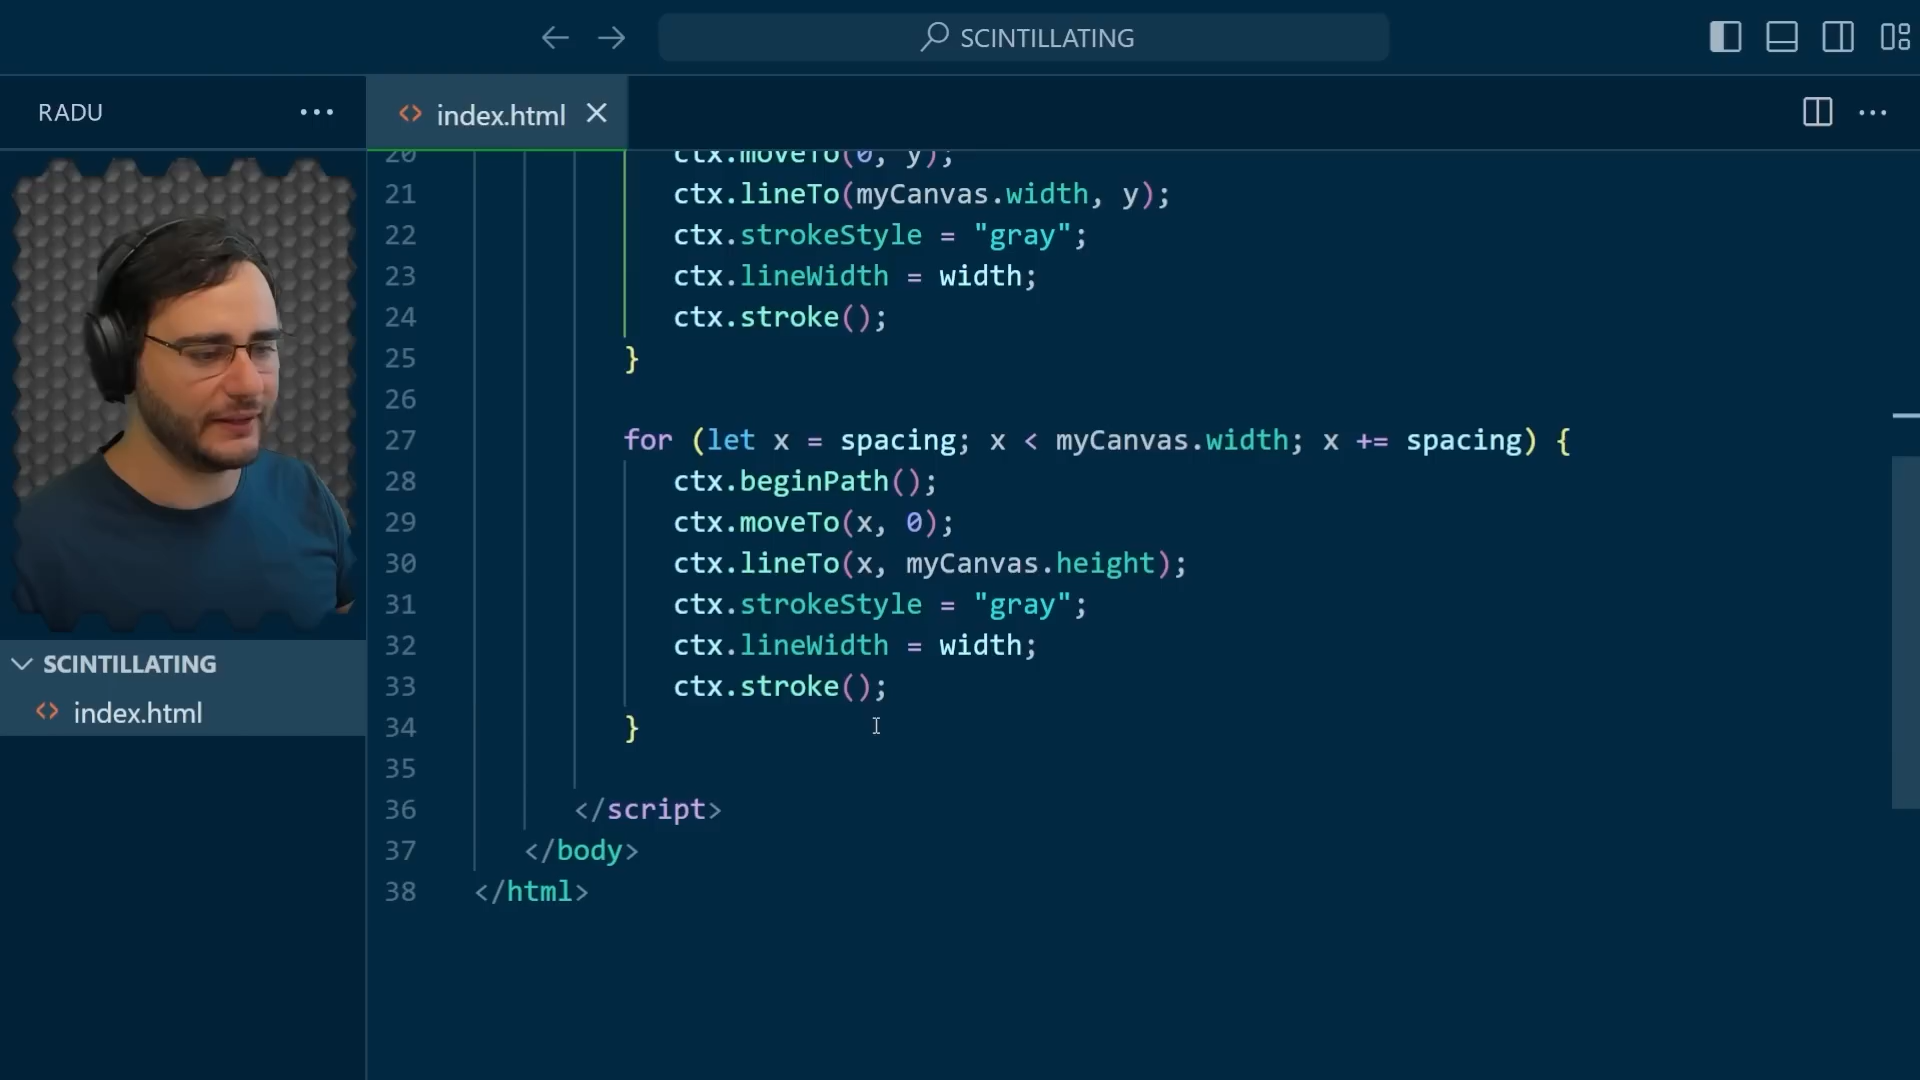 SCINTILLATING
RADU
index.html
20 ctx.moveTo(0, y);
21 ctx.lineTo(myCanvas.width, y);
22 ctx.strokeStyle = "gray";
23 ctx.lineWidth = width;
24 ctx.stroke();
25 }
26
27 for (let x = spacing; x < myCanvas.width; x += spacing) {
28 ctx.beginPath();
29 ctx.moveTo(x, 0);
30 ctx.lineTo(x, myCanvas.height);
31 ctx.strokeStyle = "gray";
32 ctx.lineWidth = width;
33 ctx.stroke();
34 }
35
36 </script>
37 </body>
38 </html>
SCINTILLATING
index.html